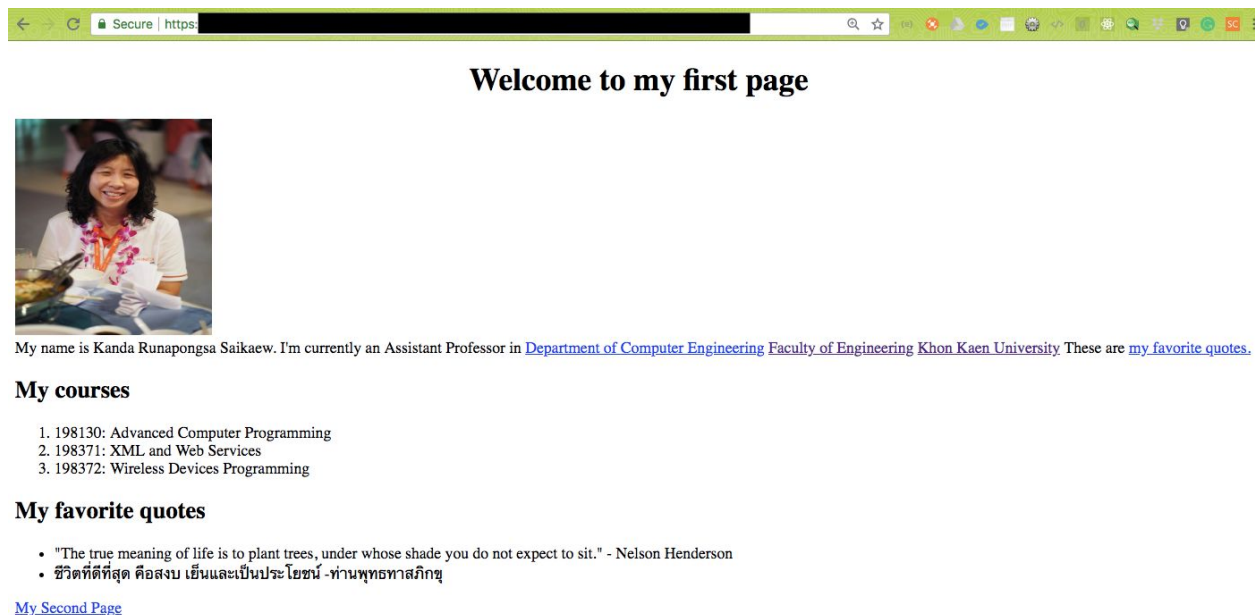 Secure | https:
Welcome to my first page
My name is Kanda Runapongsa Saikaew. I'm currently an Assistant Professor in Department of Computer Engineering Faculty of Engineering Khon Kaen University These are my favorite quotes.
My courses
1. 198130: Advanced Computer Programming
2. 198371: XML and Web Services
3. 198372: Wireless Devices Programming
My favorite quotes
• "The true meaning of life is to plant trees, under whose shade you do not expect to sit." - Nelson Henderson
• ชีวิตที่ดีที่สุด คือสงบ เย็นและเป็นประโยชน์ -ท่านพุทธทาสภิกขุ
My Second Page